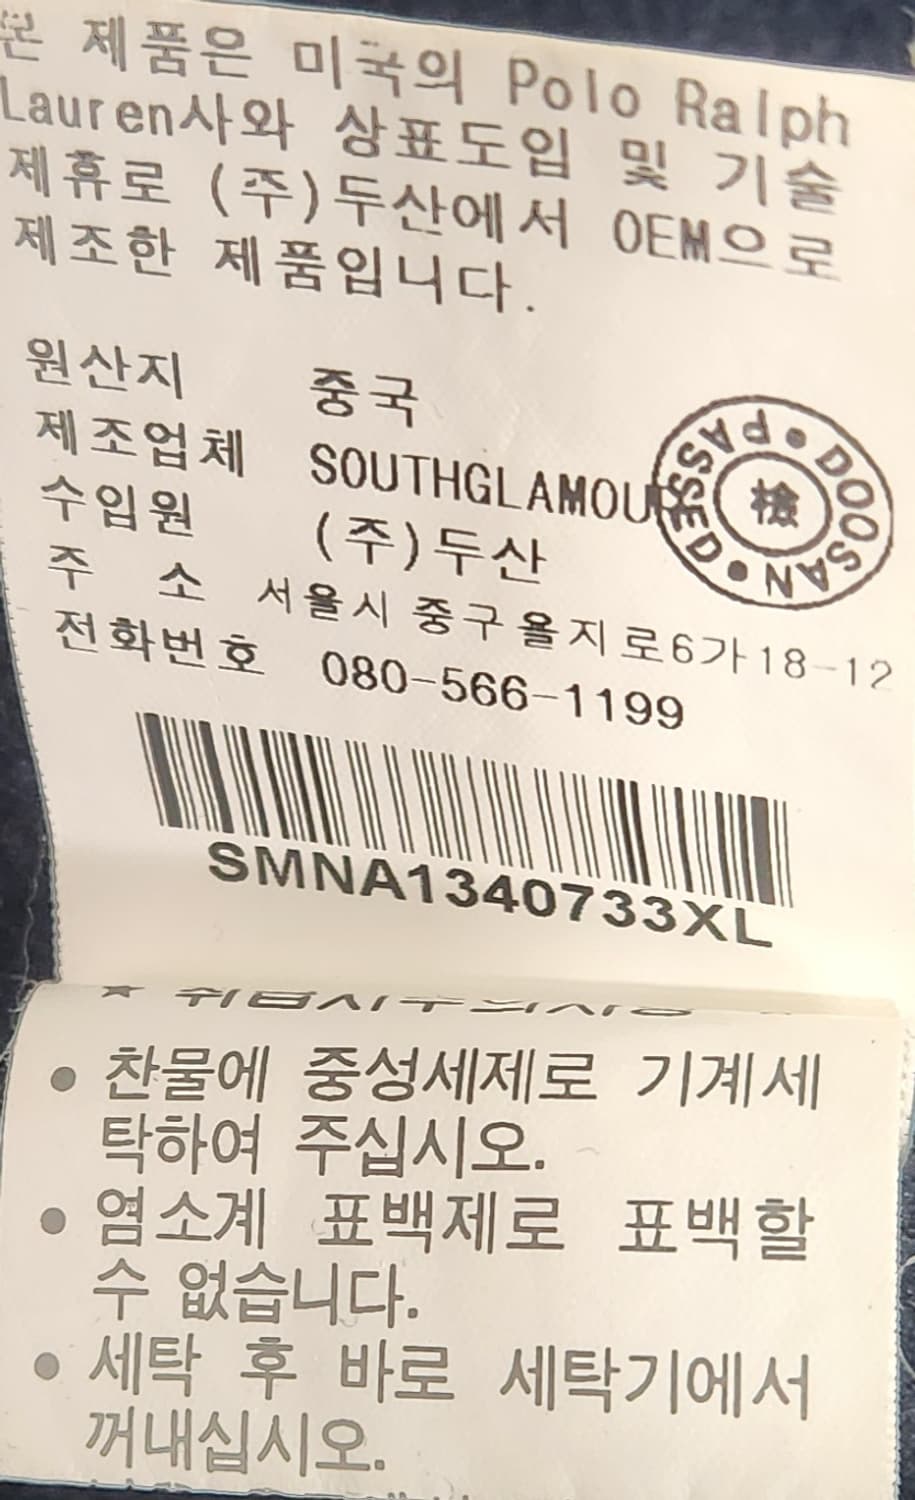 본 제품은 미국의 Polo Ralph
Lauren사와 상표도입 및 기술
제휴로 (주)두산에서 OEM으로
제조한 제품입니다.
원산지 중국
제조업체 SOUTHGLAMOUR
수입원 (주)두산
주 소 서울시 중구 을지로6가18-12
전화번호 080-566-1199
DOOSAN • PASSED •
檢
SMNA1340733XL
• 찬물에 중성세제로 기계세
탁하여 주십시오.
• 염소계 표백제로 표백할
수 없습니다.
• 세탁 후 바로 세탁기에서
꺼내십시오.